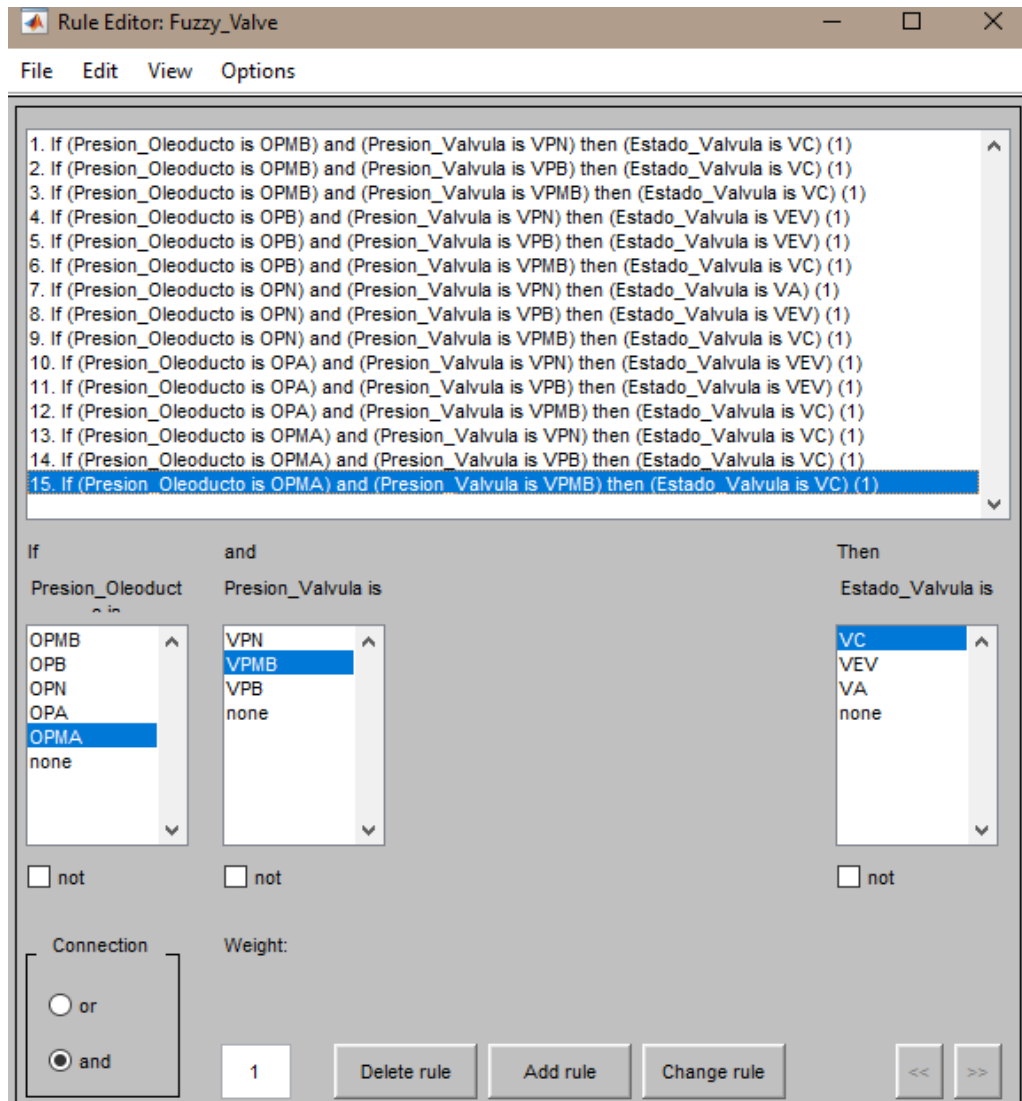 Rule Editor: Fuzzy_Valve
File Edit View Options
1. If (Presion_Oleoducto is OPMB) and (Presion_Valvula is VPN) then (Estado_Valvula is VC) (1)
2. If (Presion_Oleoducto is OPMB) and (Presion_Valvula is VPB) then (Estado_Valvula is VC) (1)
3. If (Presion_Oleoducto is OPMB) and (Presion_Valvula is VPMB) then (Estado_Valvula is VC) (1)
4. If (Presion_Oleoducto is OPB) and (Presion_Valvula is VPN) then (Estado_Valvula is VEV) (1)
5. If (Presion_Oleoducto is OPB) and (Presion_Valvula is VPB) then (Estado_Valvula is VEV) (1)
6. If (Presion_Oleoducto is OPB) and (Presion_Valvula is VPMB) then (Estado_Valvula is VC) (1)
7. If (Presion_Oleoducto is OPN) and (Presion_Valvula is VPN) then (Estado_Valvula is VA) (1)
8. If (Presion_Oleoducto is OPN) and (Presion_Valvula is VPB) then (Estado_Valvula is VEV) (1)
9. If (Presion_Oleoducto is OPN) and (Presion_Valvula is VPMB) then (Estado_Valvula is VC) (1)
10. If (Presion_Oleoducto is OPA) and (Presion_Valvula is VPN) then (Estado_Valvula is VEV) (1)
11. If (Presion_Oleoducto is OPA) and (Presion_Valvula is VPB) then (Estado_Valvula is VEV) (1)
12. If (Presion_Oleoducto is OPA) and (Presion_Valvula is VPMB) then (Estado_Valvula is VC) (1)
13. If (Presion_Oleoducto is OPMA) and (Presion_Valvula is VPN) then (Estado_Valvula is VC) (1)
14. If (Presion_Oleoducto is OPMA) and (Presion_Valvula is VPB) then (Estado_Valvula is VC) (1)
15. If (Presion_Oleoducto is OPMA) and (Presion_Valvula is VPMB) then (Estado_Valvula is VC) (1)
If and Then
Presion_Oleoduct Presion_Valvula is Estado_Valvula is
OPMB VPN VC
OPB VPMB VEV
OPN VPB VA
OPA none none
OPMA
none
not not not
Connection Weight:
or
and 1 Delete rule Add rule Change rule << >>